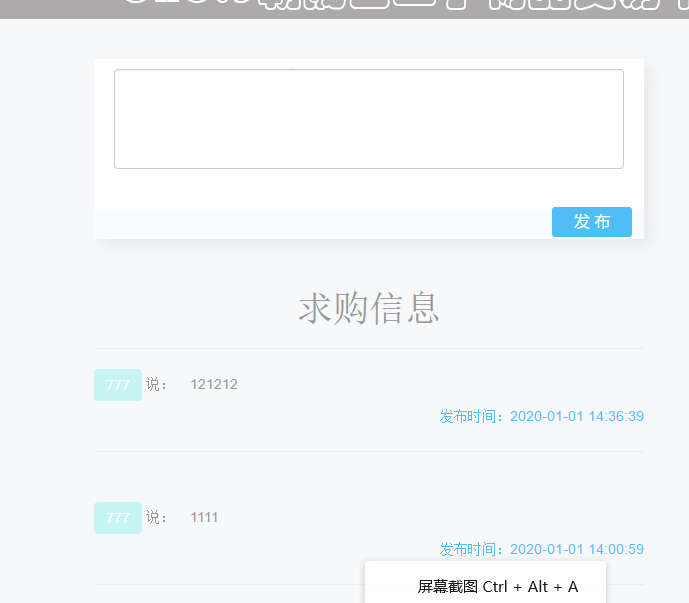 发 布
求购信息
777 说： 121212
发布时间：2020-01-01 14:36:39
777 说： 1111
发布时间：2020-01-01 14:00:59
屏幕截图 Ctrl + Alt + A